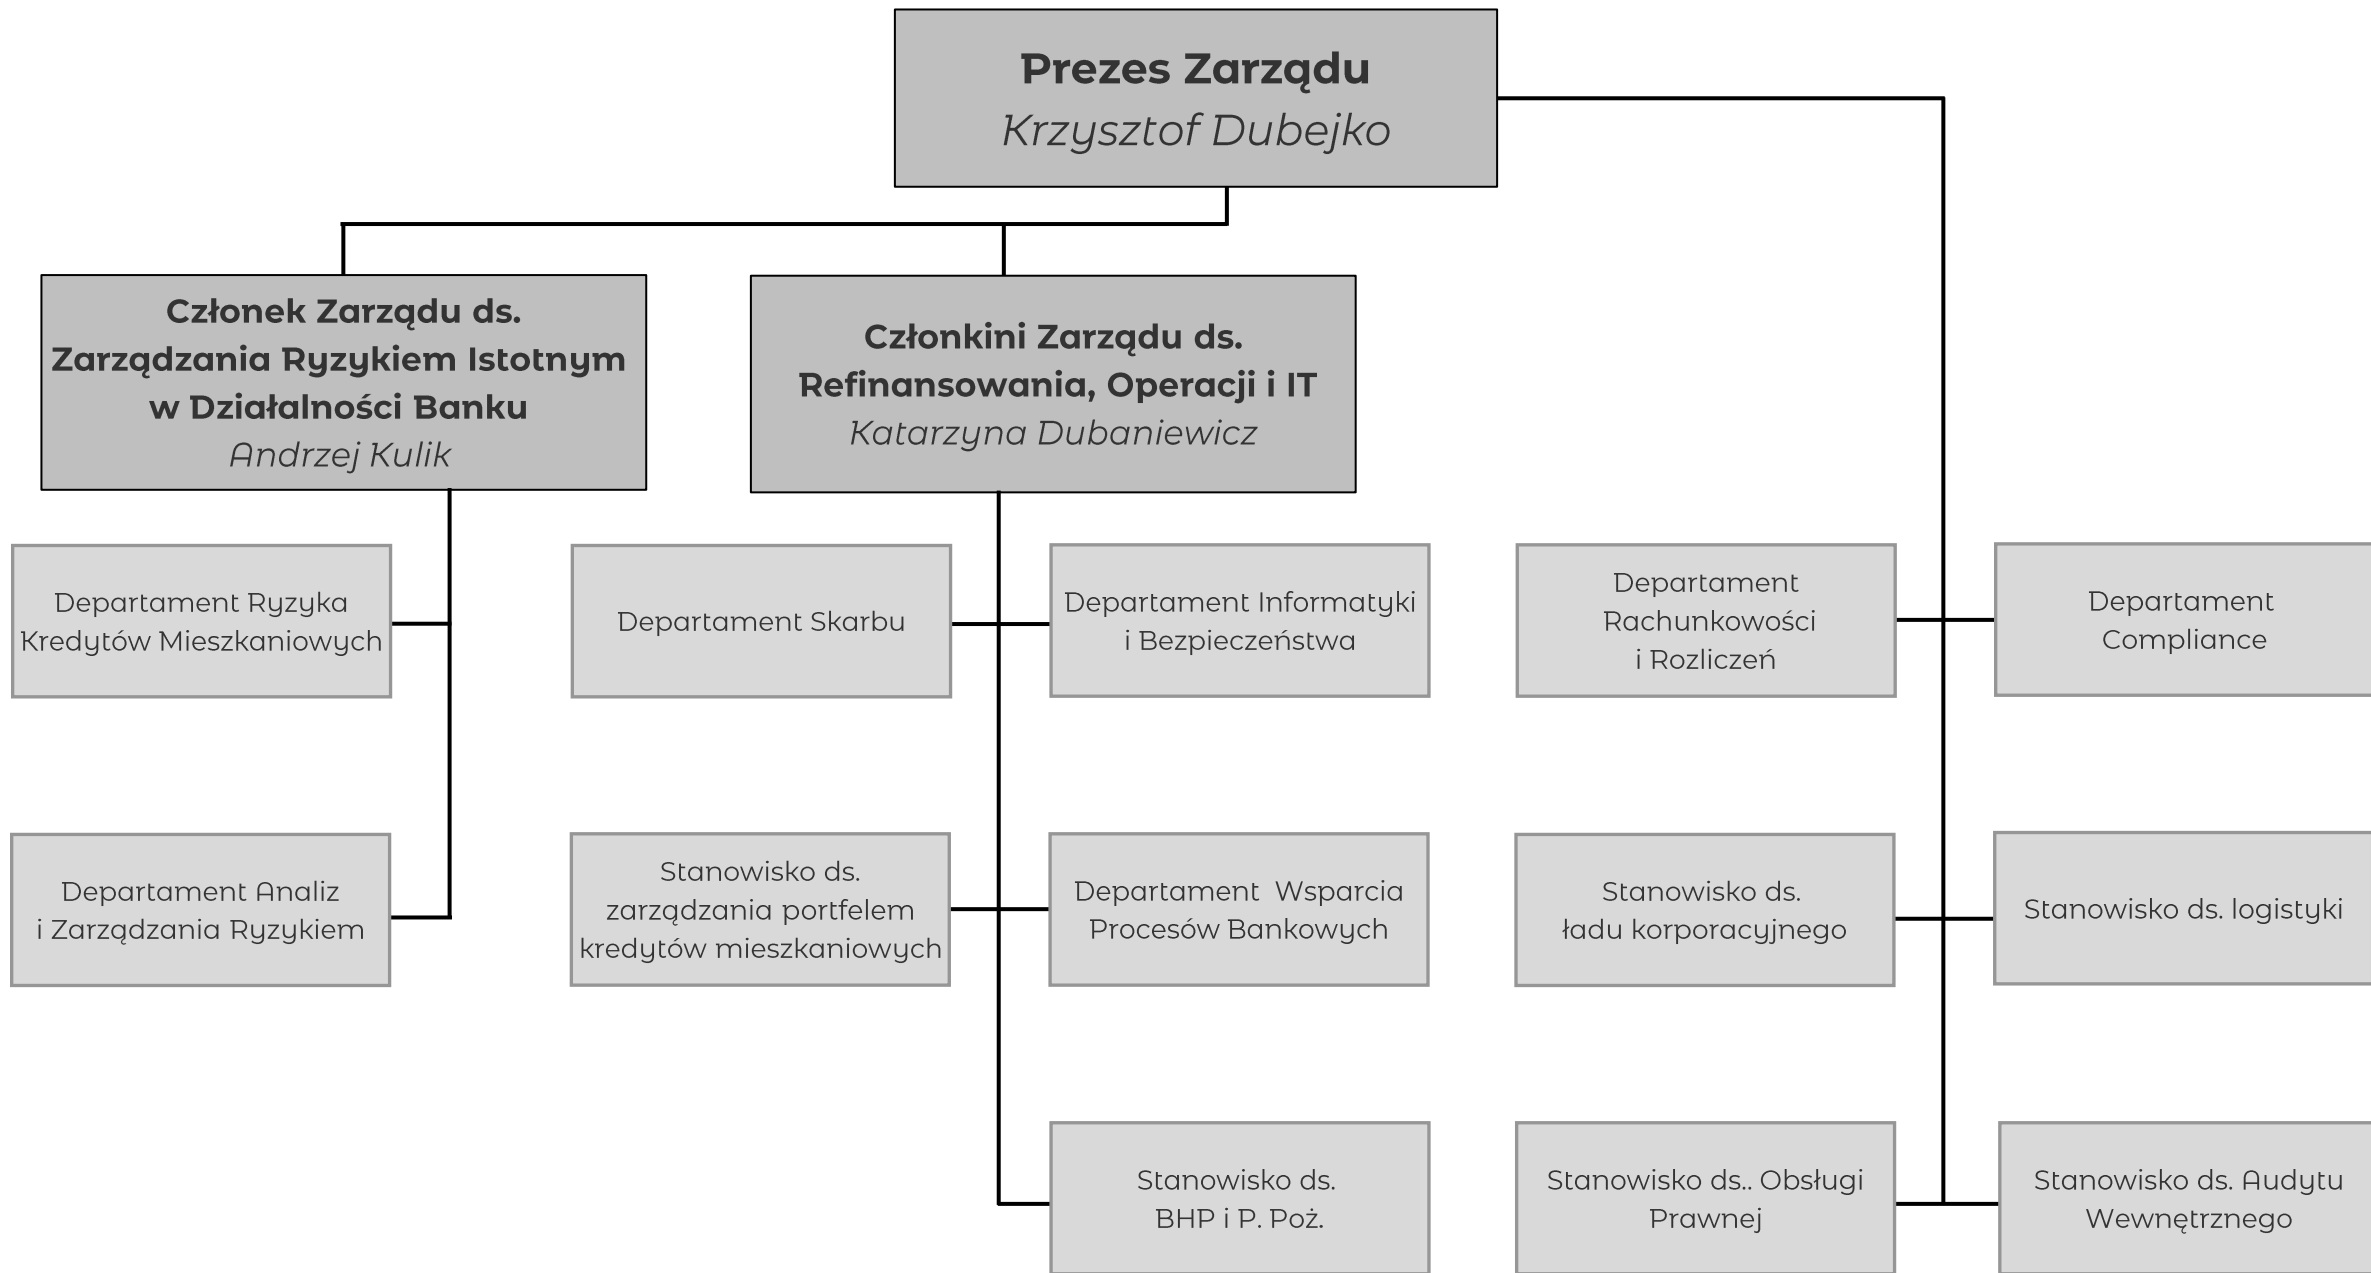 Prezes Zarządu
Krzysztof Dubejko
Członek Zarządu ds.
Zarządzania Ryzykiem Istotnym
w Działalności Banku
Andrzej Kulik
Członkini Zarządu ds.
Refinansowania, Operacji i IT
Katarzyna Dubaniewicz
Departament Ryzyka
Kredytów Mieszkaniowych
Departament Skarbu
Departament Informatyki
i Bezpieczeństwa
Departament
Rachunkowości
i Rozliczeń
Departament
Compliance
Departament Analiz
i Zarządzania Ryzykiem
Stanowisko ds.
zarządzania portfelem
kredytów mieszkaniowych
Departament  Wsparcia
Procesów Bankowych
Stanowisko ds.
ładu korporacyjnego
Stanowisko ds. logistyki
Stanowisko ds.
BHP i P. Poż.
Stanowisko ds.. Obsługi
Prawnej
Stanowisko ds. Audytu
Wewnętrznego